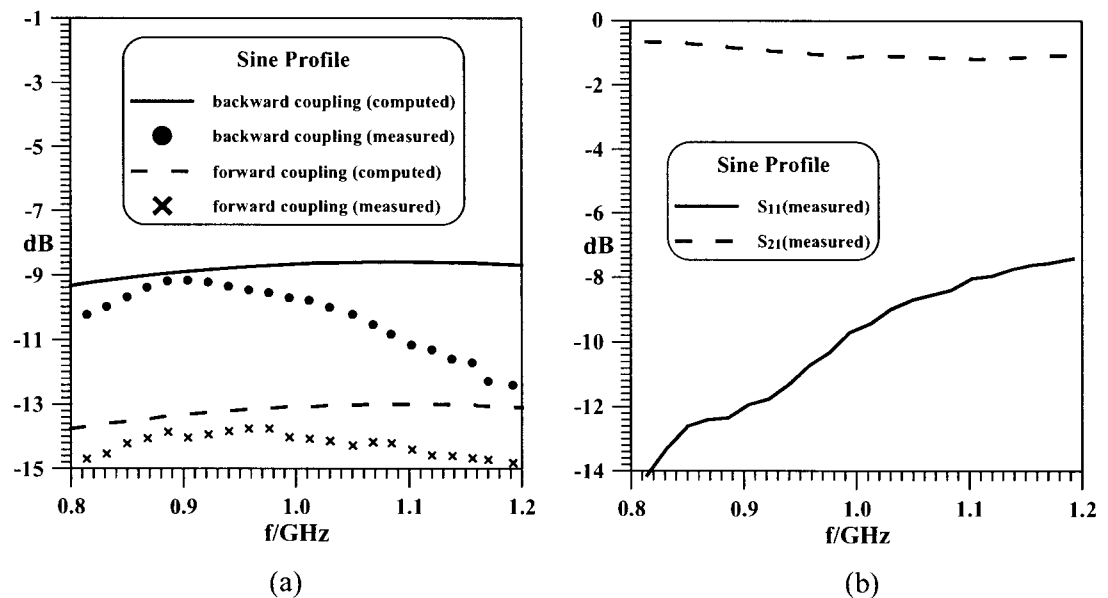 -1
-3
-5
-7
dB
-9
-11
-13
-15
Sine Profile
backward coupling (computed)
backward coupling (measured)
forward coupling (computed)
forward coupling (measured)
0.8
0.9
1.0
1.1
1.2
f/GHz
(a)
0
-2
-4
-6
dB
-8
-10
-12
-14
Sine Profile
S11(measured)
S21(measured)
0.8
0.9
1.0
1.1
1.2
f/GHz
(b)